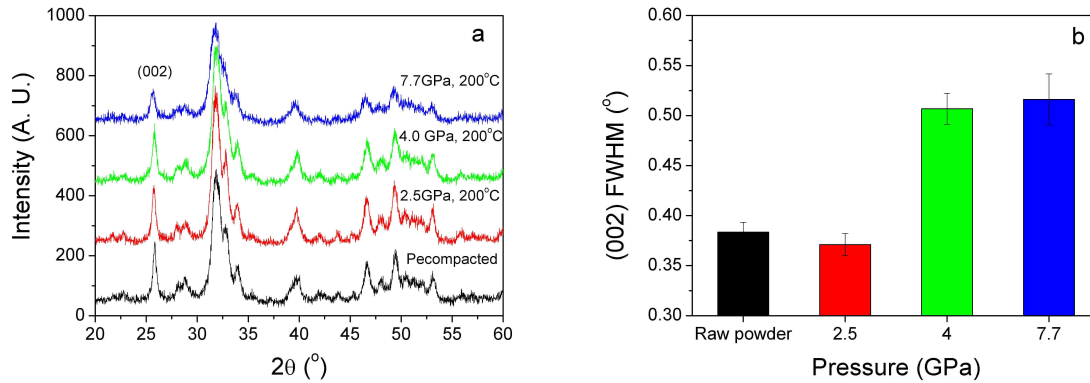 a
(002)
7.7GPa, 200°C
4.0 GPa, 200°C
2.5GPa, 200°C
Pecompacted
Intensity (A. U.)
1000
800
600
400
200
0
20 25 30 35 40 45 50 55 60
2θ (°)
b
(002) FWHM (°)
0.60
0.55
0.50
0.45
0.40
0.35
0.30
Raw powder 2.5 4 7.7
Pressure (GPa)